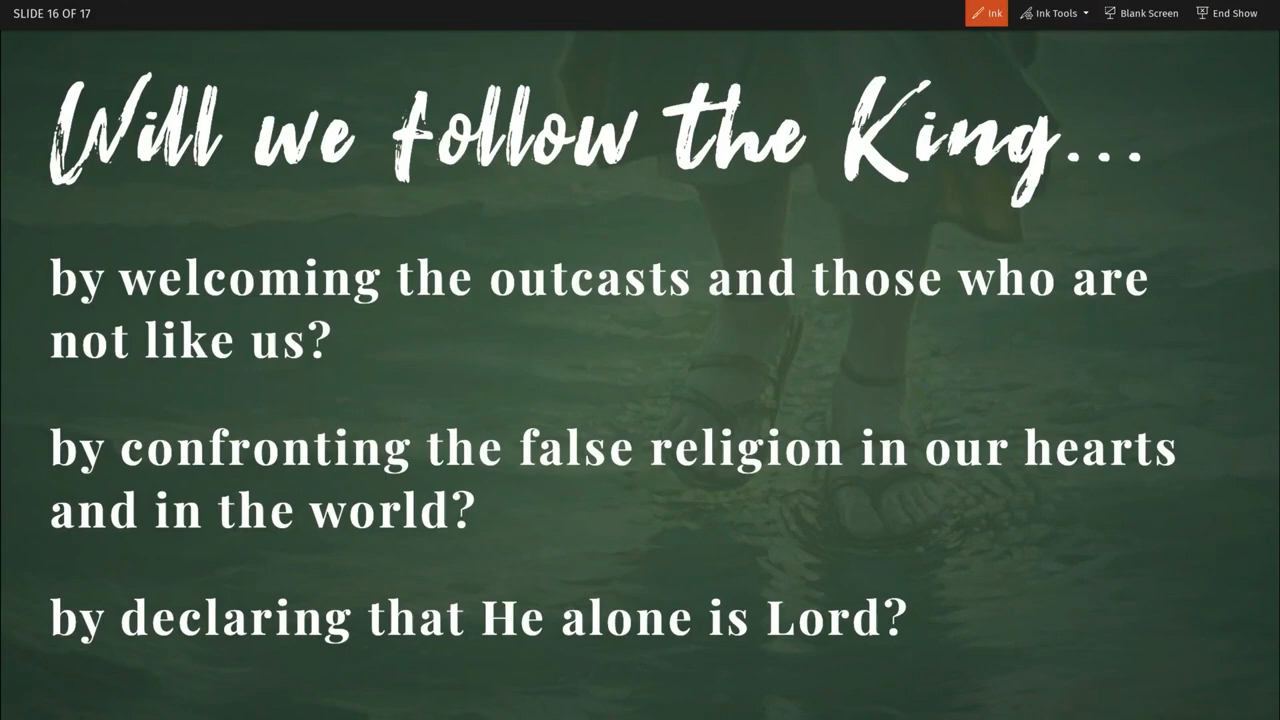 SLIDE 16 OF 17
Ink Ink Tools Blank Screen End Show
Will we follow the King...
by welcoming the outcasts and those who are
not like us?
by confronting the false religion in our hearts
and in the world?
by declaring that He alone is Lord?